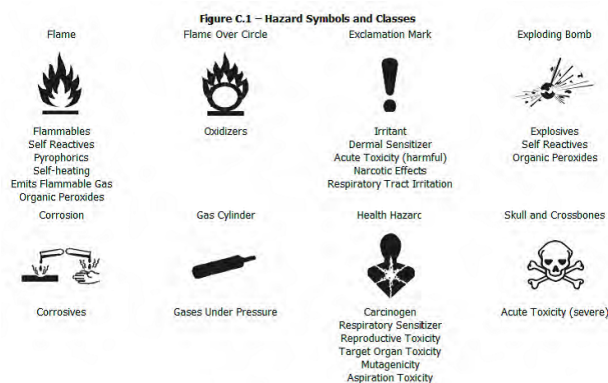 Figure C.1 – Hazard Symbols and Classes
Flame
Flame Over Circle
Exclamation Mark
Exploding Bomb
Flammables
Self Reactives
Pyrophorics
Self-heating
Emits Flammable Gas
Organic Peroxides
Oxidizers
Irritant
Dermal Sensitizer
Acute Toxicity (harmful)
Narcotic Effects
Respiratory Tract Irritation
Explosives
Self Reactives
Organic Peroxides
Corrosion
Gas Cylinder
Health Hazarc
Skull and Crossbones
Corrosives
Gases Under Pressure
Carcinogen
Respiratory Sensitizer
Reproductive Toxicity
Target Organ Toxicity
Mutagenicity
Aspiration Toxicity
Acute Toxicity (severe)